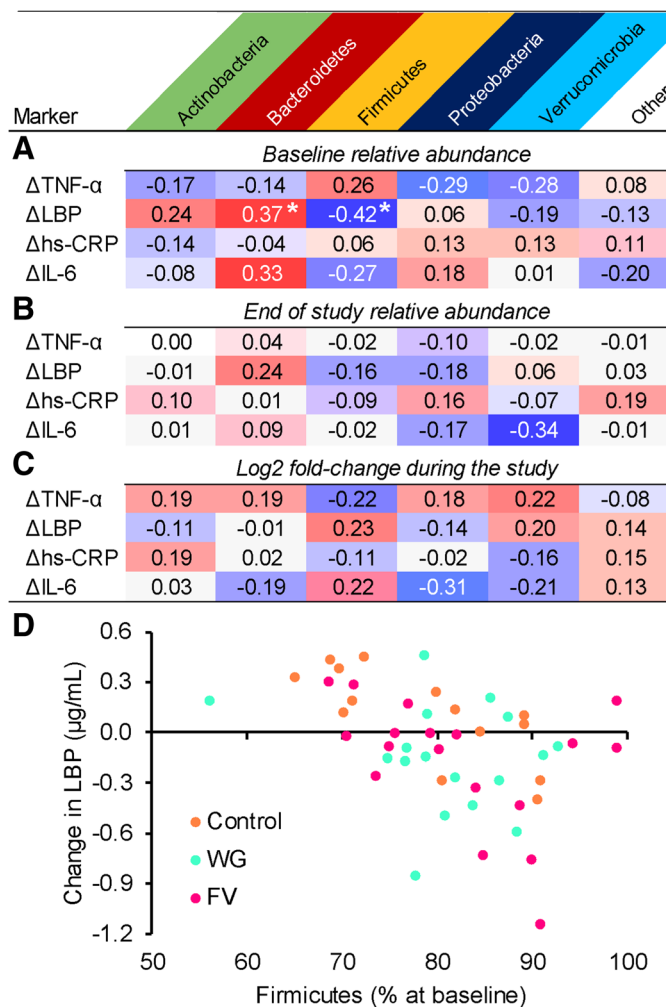 Marker Actinobacteria Bacteroidetes Firmicutes Proteobacteria Verrucomicrobia Other
A Baseline relative abundance
ΔTNF-α -0.17 -0.14 0.26 -0.29 -0.28 0.08
ΔLBP 0.24 0.37* -0.42* 0.06 -0.19 -0.13
Δhs-CRP -0.14 -0.04 0.06 0.13 0.13 0.11
ΔIL-6 -0.08 0.33 -0.27 0.18 0.01 -0.20
B End of study relative abundance
ΔTNF-α 0.00 0.04 -0.02 -0.10 -0.02 -0.01
ΔLBP -0.01 0.24 -0.16 -0.18 0.06 0.03
Δhs-CRP 0.10 0.01 -0.09 0.16 -0.07 0.19
ΔIL-6 0.01 0.09 -0.02 -0.17 -0.34 -0.01
C Log2 fold-change during the study
ΔTNF-α 0.19 0.19 -0.22 0.18 0.22 -0.08
ΔLBP -0.11 -0.01 0.23 -0.14 0.20 0.14
Δhs-CRP 0.19 0.02 -0.11 -0.02 -0.16 0.15
ΔIL-6 0.03 -0.19 0.22 -0.31 -0.21 0.13
D
Change in LBP (µg/mL)
0.6
0.3
0.0
-0.3
-0.6
-0.9
-1.2
Control
WG
FV
50 60 70 80 90 100
Firmicutes (% at baseline)